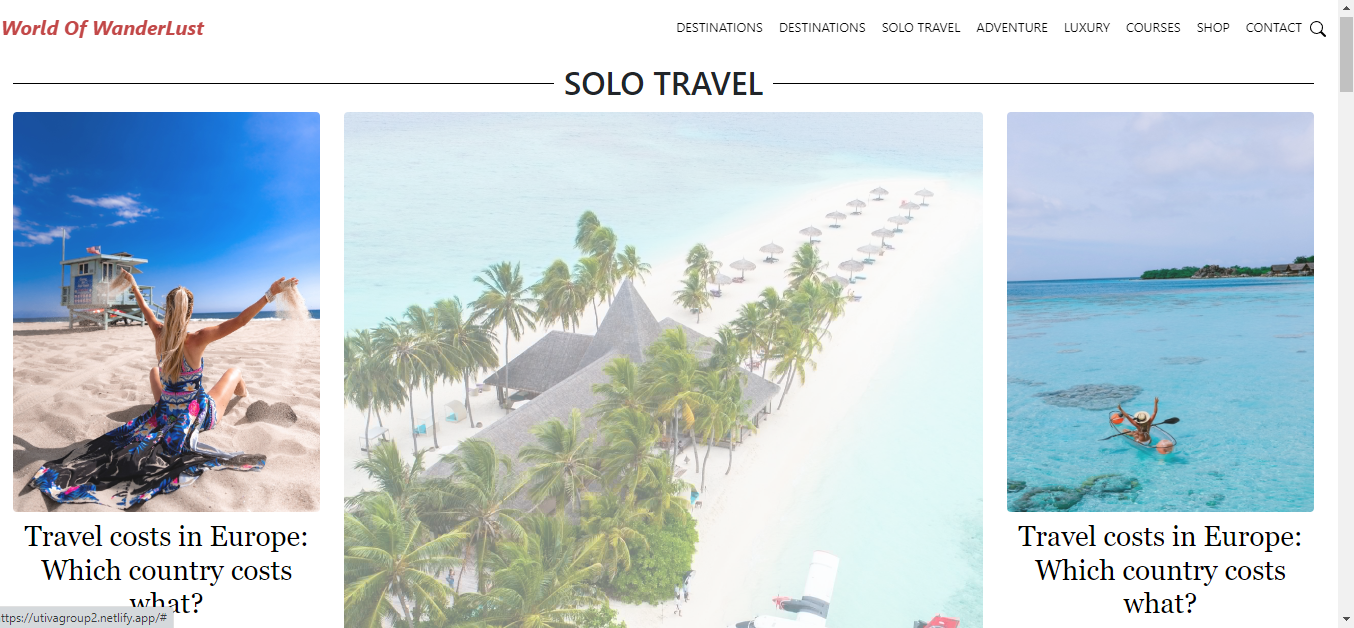 World Of WanderLust
DESTINATIONS DESTINATIONS SOLO TRAVEL ADVENTURE LUXURY COURSES SHOP CONTACT
SOLO TRAVEL
Travel costs in Europe:
Which country costs
what?
Travel costs in Europe:
Which country costs
what?
ttps://utivagroup2.netlify.app/#